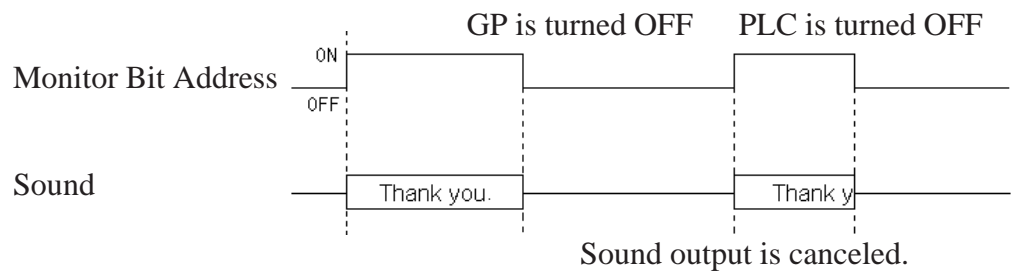 GP is turned OFF PLC is turned OFF
ON
Monitor Bit Address
OFF
Sound
Thank you. Thank y
Sound output is canceled.